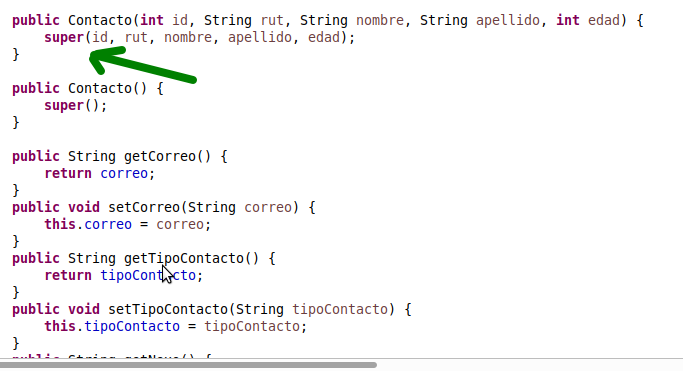 public Contacto(int id, String rut, String nombre, String apellido, int edad) {
super(id, rut, nombre, apellido, edad);
}
public Contacto() {
super();
}
public String getCorreo() {
return correo;
}
public void setCorreo(String correo) {
this.correo = correo;
}
public String getTipoContacto() {
return tipoContacto;
}
public void setTipoContacto(String tipoContacto) {
this.tipoContacto = tipoContacto;
}
public String